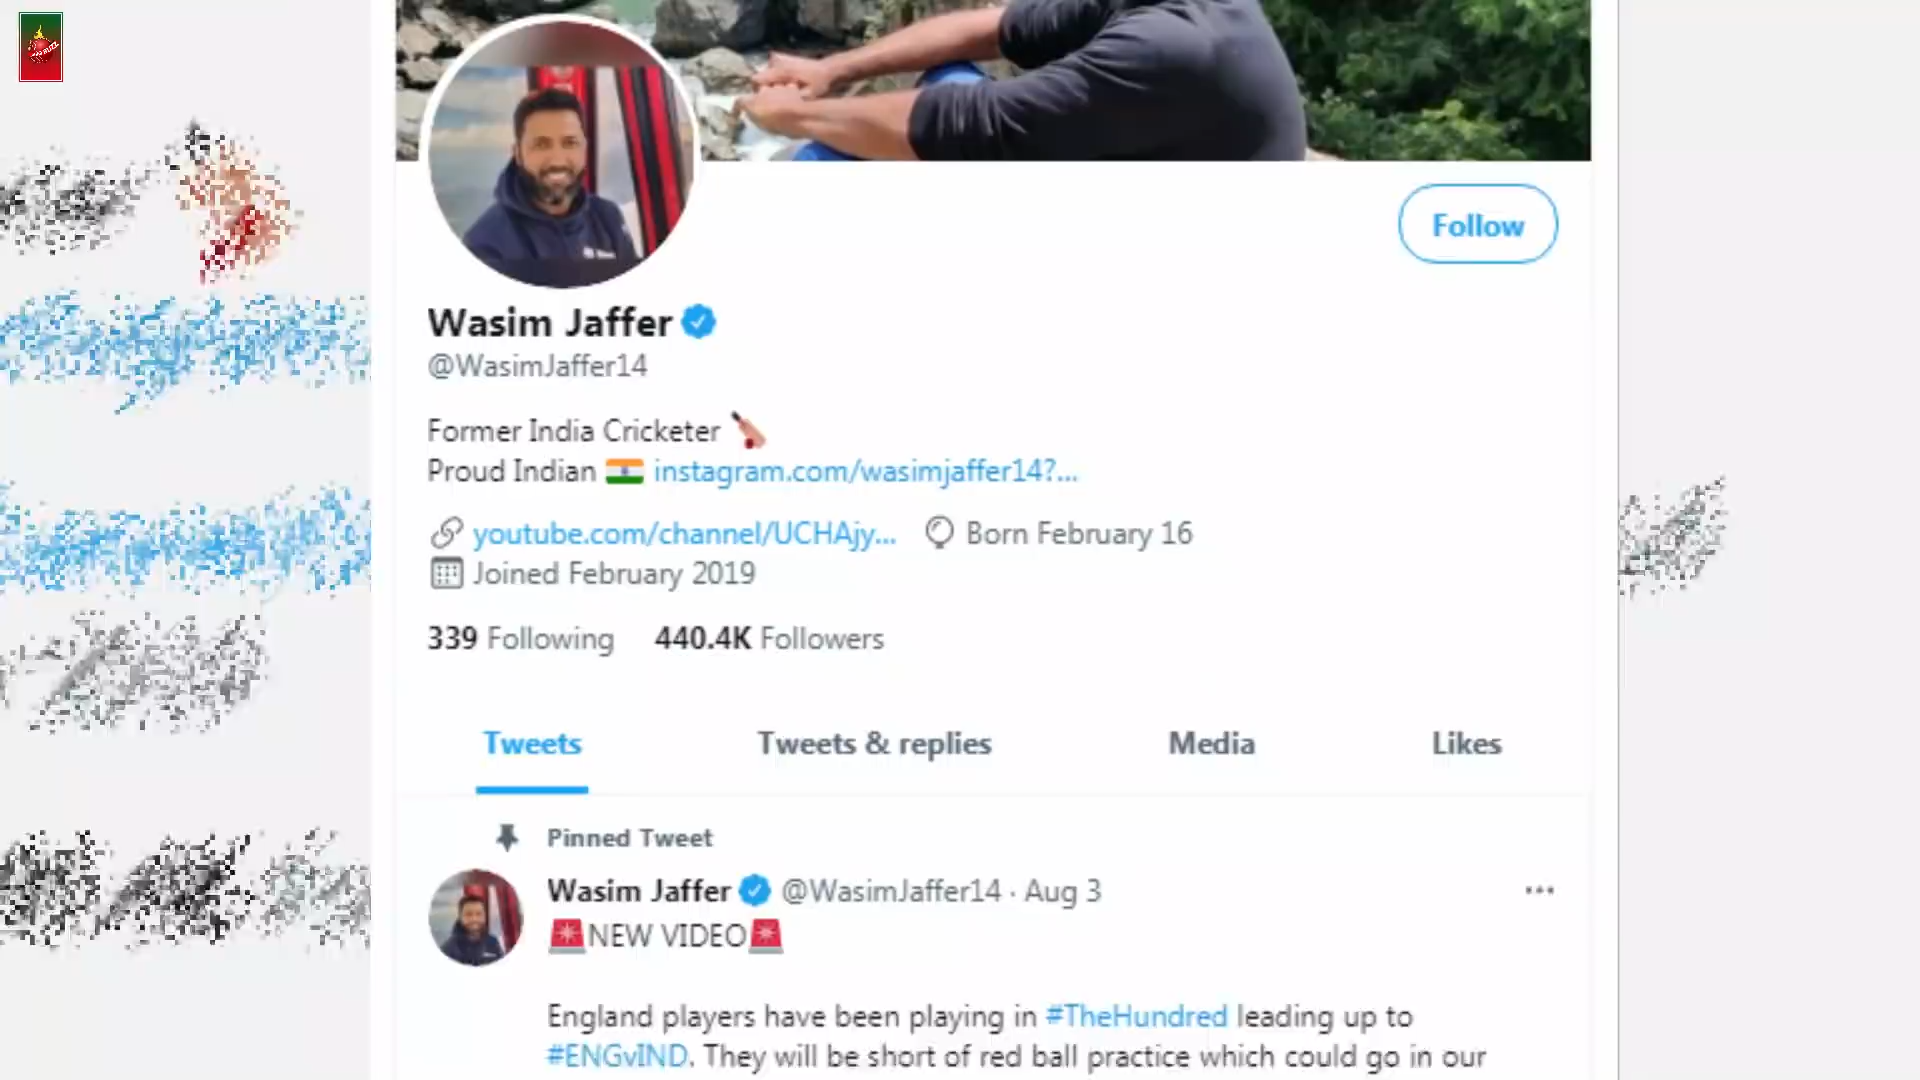 Follow
Wasim Jaffer
@WasimJaffer14
Former India Cricketer
Proud Indian instagram.com/wasimjaffer14?...
youtube.com/channel/UCHAjy... Born February 16
Joined February 2019
339 Following 440.4K Followers
Tweets Tweets & replies Media Likes
Pinned Tweet
Wasim Jaffer @WasimJaffer14 · Aug 3
NEW VIDEO
England players have been playing in #TheHundred leading up to
#ENGvIND. They will be short of red ball practice which could go in our